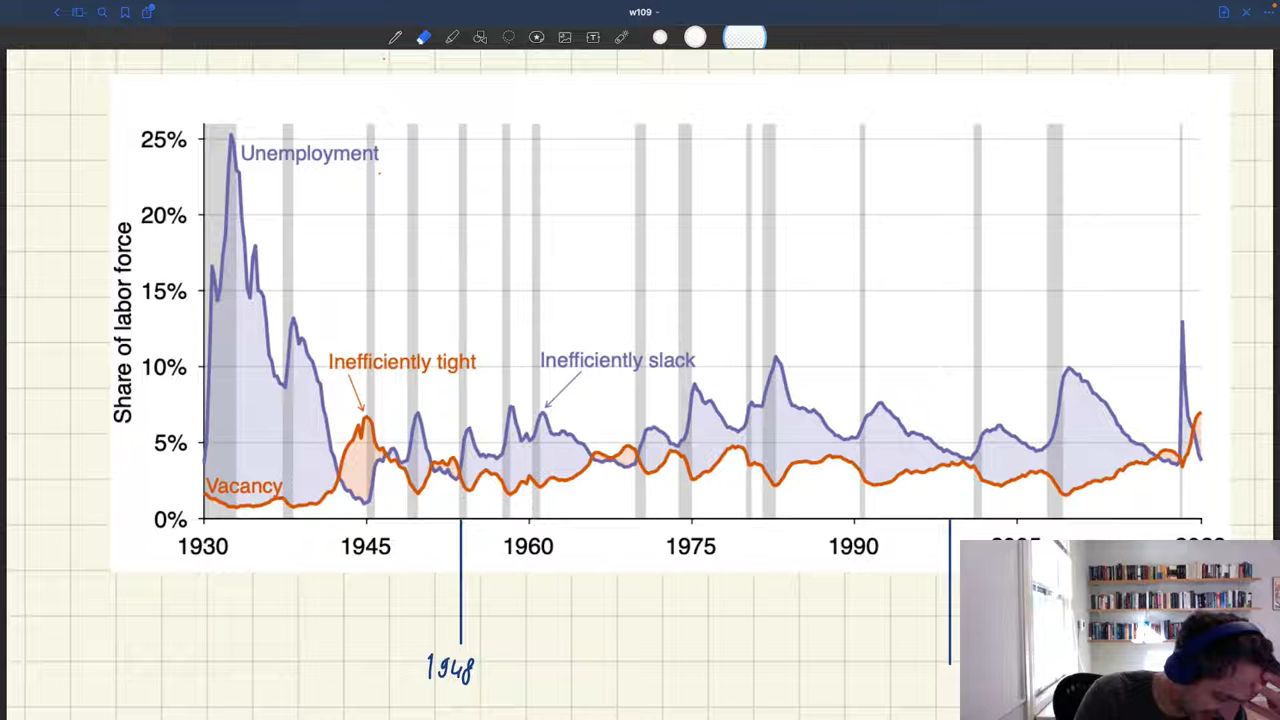 w109
25%
Unemployment
20%
15%
10%
5%
0%
Share of labor force
Inefficiently tight
Inefficiently slack
Vacancy
1930
1945
1960
1975
1990
1948